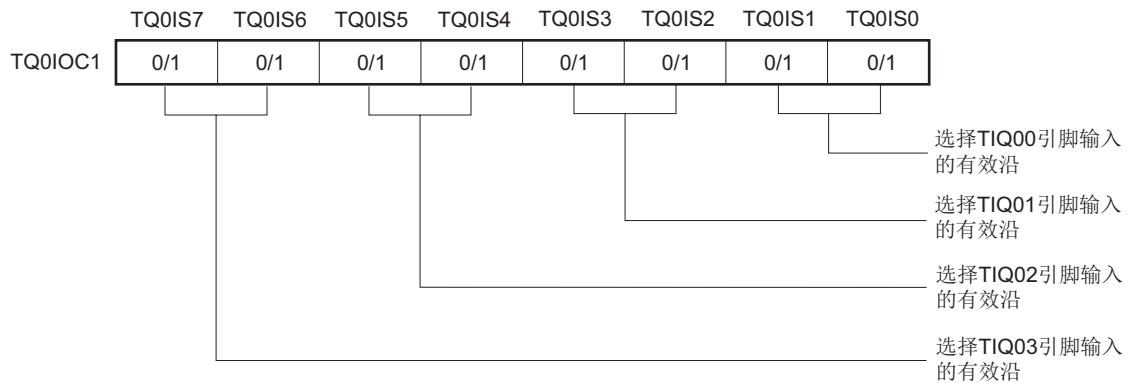 TQ0IS7 TQ0IS6 TQ0IS5 TQ0IS4 TQ0IS3 TQ0IS2 TQ0IS1 TQ0IS0
TQ0IOC1 0/1 0/1 0/1 0/1 0/1 0/1 0/1 0/1
选择TIQ00引脚输入
的有效沿
选择TIQ01引脚输入
的有效沿
选择TIQ02引脚输入
的有效沿
选择TIQ03引脚输入
的有效沿